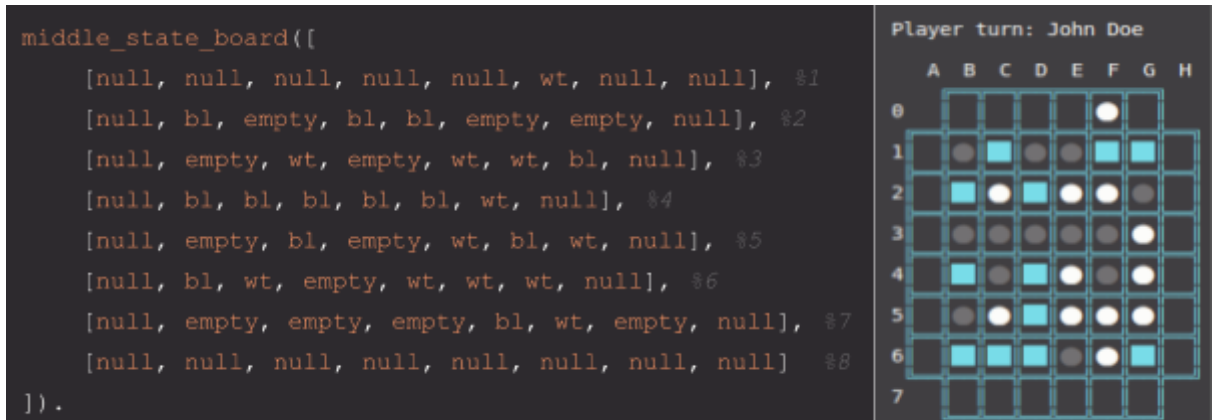 middle_state_board([
[null, null, null, null, null, wt, null, null], %1
[null, bl, empty, bl, bl, empty, empty, null], %2
[null, empty, wt, empty, wt, wt, bl, null], %3
[null, bl, bl, bl, bl, bl, wt, null], %4
[null, empty, bl, empty, wt, bl, wt, null], %5
[null, bl, wt, empty, wt, wt, wt, null], %6
[null, empty, empty, empty, bl, wt, empty, null], %7
[null, null, null, null, null, null, null, null] %8
]).
Player turn: John Doe
A B C D E F G H
0
1
2
3
4
5
6
7